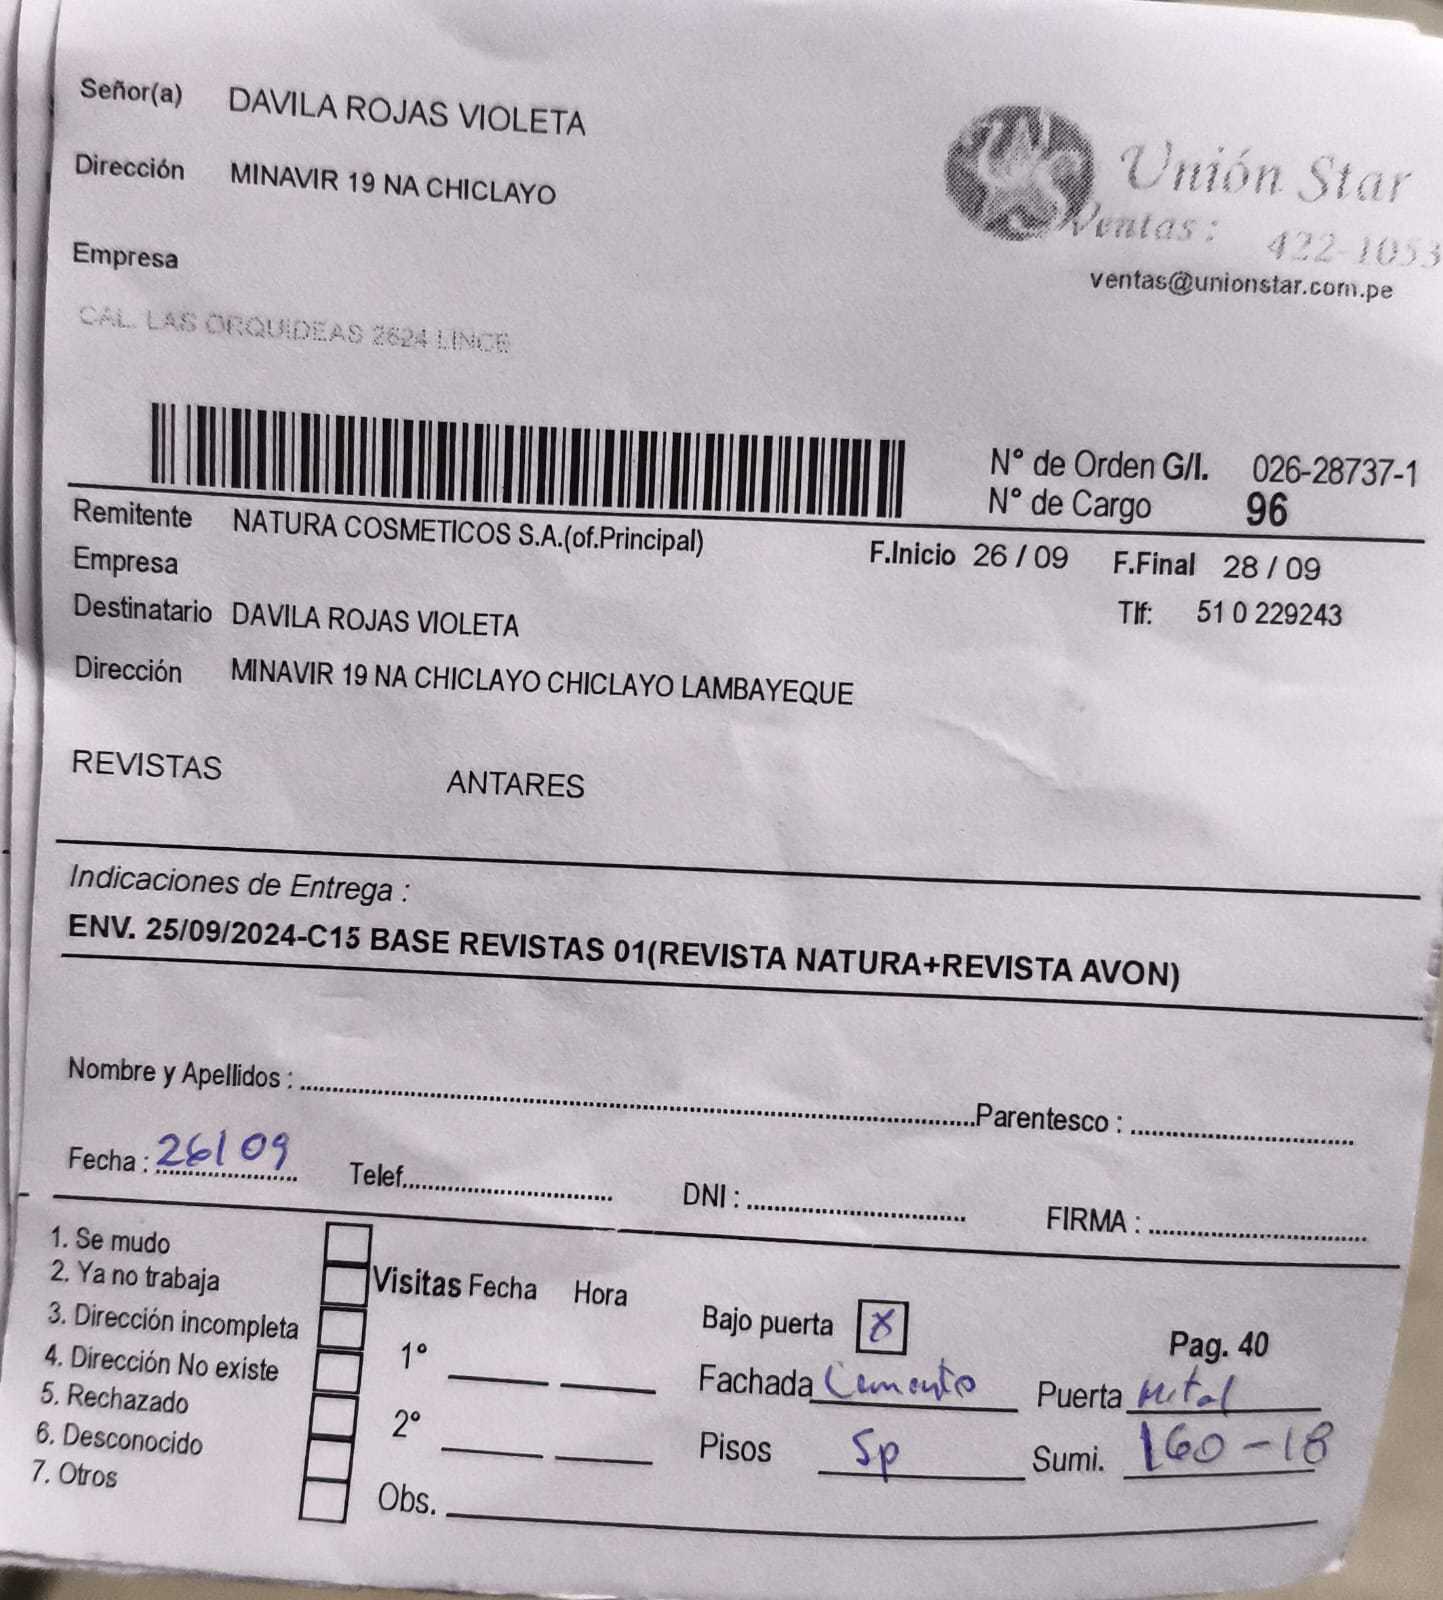 Señor(a) DAVILA ROJAS VIOLETA
Dirección MINAVIR 19 NA CHICLAYO
Unión Star
Ventas: 422-1053
ventas@unionstar.com.pe
Empresa
CAL. LAS ORQUIDEAS 2624 LINCE
N° de Orden G/I. 026-28737-1
N° de Cargo 96
Remitente NATURA COSMETICOS S.A.(of.Principal)
F.Inicio 26 / 09 F.Final 28 / 09
Empresa
Tlf: 51 0 229243
Destinatario DAVILA ROJAS VIOLETA
Dirección MINAVIR 19 NA CHICLAYO CHICLAYO LAMBAYEQUE
REVISTAS ANTARES
Indicaciones de Entrega :
ENV. 25/09/2024-C15 BASE REVISTAS 01(REVISTA NATURA+REVISTA AVON)
Nombre y Apellidos : Parentesco :
Fecha : 26/09 Telef. DNI : FIRMA :
1. Se mudo
2. Ya no trabaja
3. Dirección incompleta
4. Dirección No existe
5. Rechazado
6. Desconocido
7. Otros
Visitas Fecha Hora
1°
2°
Obs.
Bajo puerta X
Pag. 40
Fachada Cemento Puerta Metal
Pisos Sp Sumi. 160-18